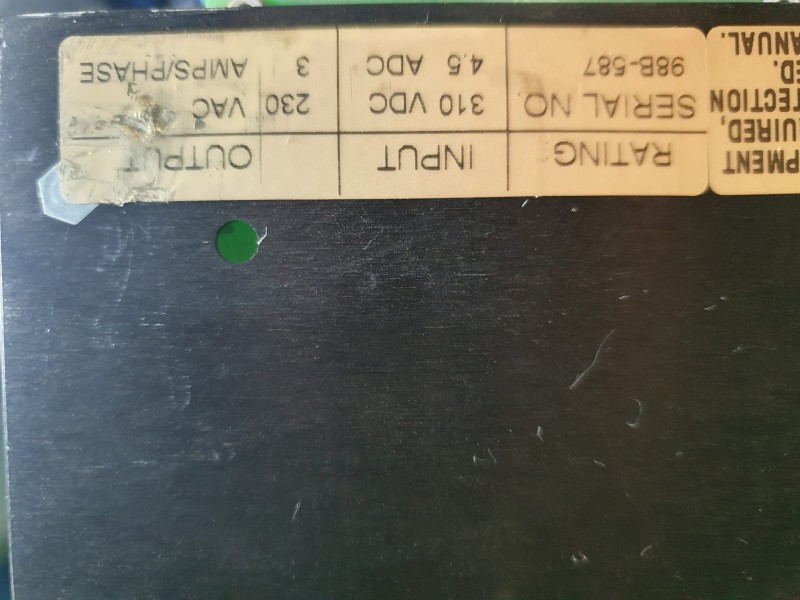 RATING INPUT OUTPUT
SERIAL NO. 310 VDC 230 VAC
98B-587 4.5 ADC 3 AMPS/PHASE
PMENT
UIRED,
TECTION
ED.
ANUAL.